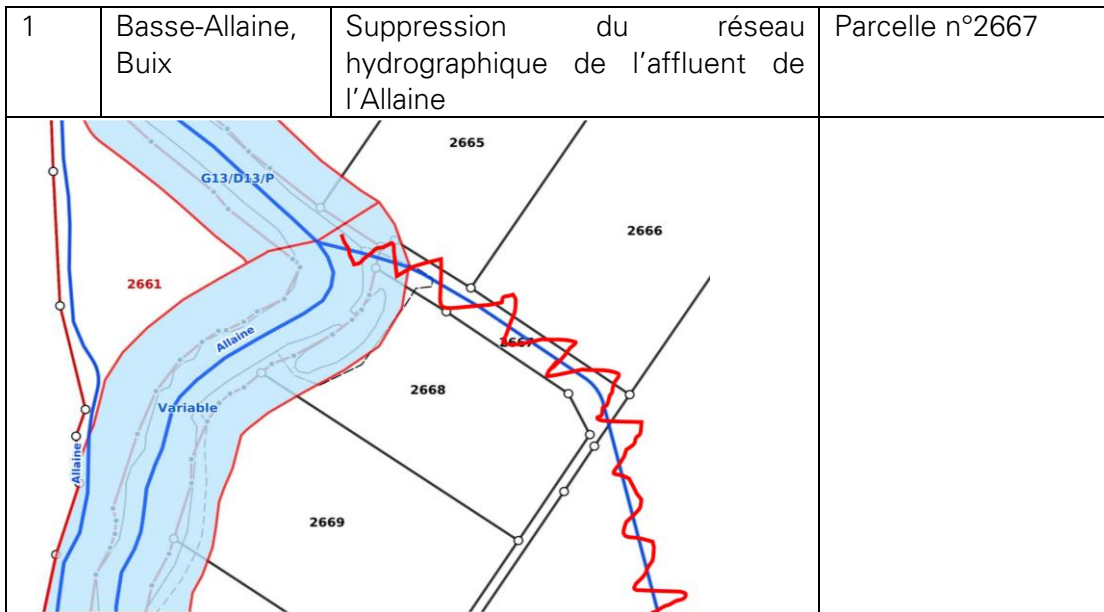 1
Basse-Allaine,
Buix
Suppression du réseau
hydrographique de l'affluent de
l'Allaine
Parcelle n°2667
2665
G13/D13/P
2666
2661
Allaine
2667
2668
Variable
Allaine
2669